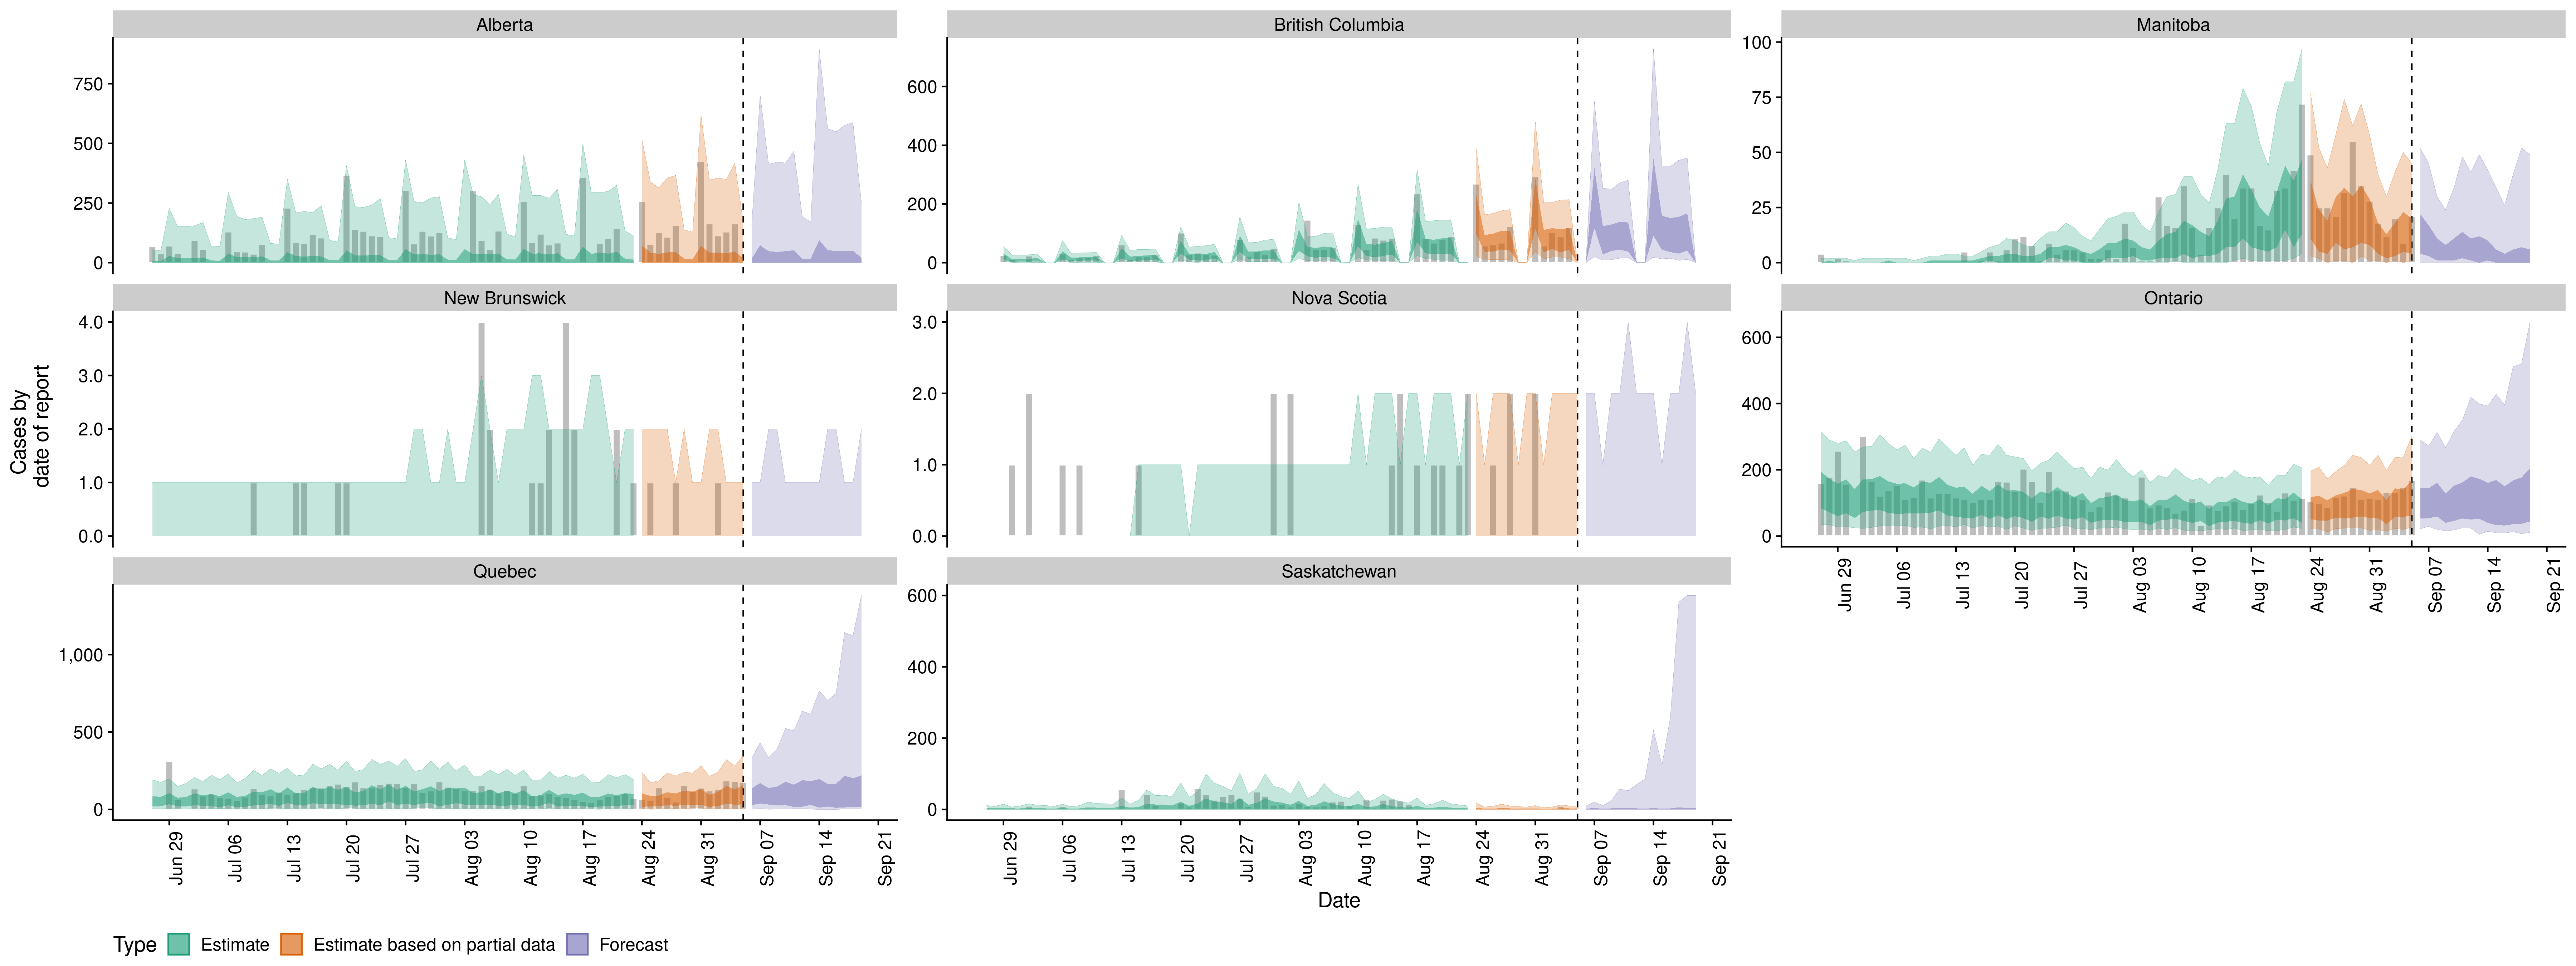 Alberta
British Columbia
Manitoba
750
500
250
0
600
400
200
0
100
75
50
25
0
New Brunswick
Nova Scotia
Ontario
4.0
3.0
2.0
1.0
0.0
3.0
2.0
1.0
0.0
600
400
200
0
Cases by
date of report
Jun 29
Jul 06
Jul 13
Jul 20
Jul 27
Aug 03
Aug 10
Aug 17
Aug 24
Aug 31
Sep 07
Sep 14
Sep 21
Quebec
Saskatchewan
1,000
500
0
600
400
200
0
Jun 29
Jul 06
Jul 13
Jul 20
Jul 27
Aug 03
Aug 10
Aug 17
Aug 24
Aug 31
Sep 07
Sep 14
Sep 21
Jun 29
Jul 06
Jul 13
Jul 20
Jul 27
Aug 03
Aug 10
Aug 17
Aug 24
Aug 31
Sep 07
Sep 14
Sep 21
Date
Type Estimate Estimate based on partial data Forecast